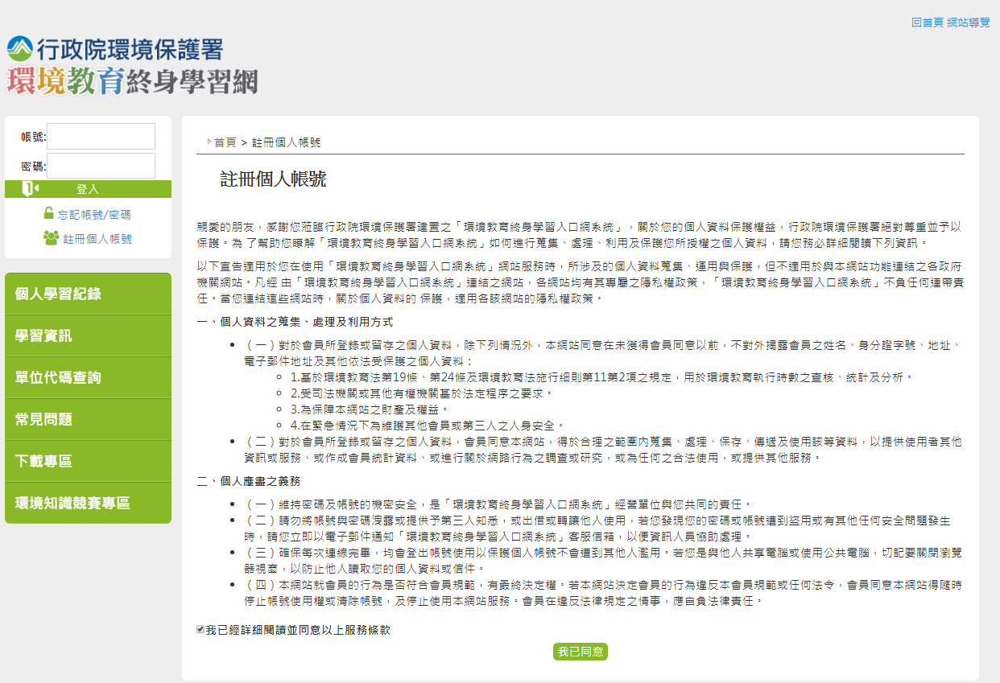 回首頁 網站導覽
行政院環境保護署
環境教育終身學習網
帳號:
密碼:
登入
忘記帳號/密碼
註冊個人帳號
個人學習紀錄
學習資訊
單位代碼查詢
常見問題
下載專區
環境知識競賽專區
首頁 > 註冊個人帳號
註冊個人帳號
親愛的朋友，感謝您蒞臨行政院環境保護署建置之「環境教育終身學習入口網系統」，關於您的個人資料保護權益，行政院環境保護署絕對尊重並予以
保護。為 了幫助您瞭解「環境教育終身學習入口網系統」如何進行蒐集、處理、利用及保護您所授權之個人資料，請您務必詳細閱讀下列資訊。
以下宣告適用於您在使用「環境教育終身學習入口網系統」網站服務時，所涉及的個人資料蒐集、運用與保護，但不適用於與本網站功能連結之各政府
機關網站。凡經 由「環境教育終身學習入口網系統」連結之網站，各網站均有其專屬之隱私權政策，「環境教育終身學習入口網系統」不負任何連帶責
任。當您連結這些網站時，關於個人資料的 保護，適用各該網站的隱私權政策。
一、個人資料之蒐集、處理及利用方式
（一）對於會員所登錄或留存之個人資料，除下列情況外，本網站同意在未獲得會員同意以前，不對外揭露會員之姓名、身分證字號、地址、
電子郵件地址及其他依法受保護之個人資料：
1.基於環境教育法第19條、第24條及環境教育法施行細則第11第2項之規定，用於環境教育執行時數之查核、統計及分析。
2.受司法機關或其他有權機關基於法定程序之要求。
3.為保障本網站之財產及權益。
4.在緊急情況下為維護其他會員或第三人之人身安全。
（二）對於會員所登錄或留存之個人資料，會員同意本網站，得於合理之範圍內蒐集、處理、保存、傳遞及使用該等資料，以提供使用者其他
資訊或服務、或作成會員統計資料、或進行關於網路行為之調查或研究，或為任何之合法使用，或提供其他服務。
二、個人應盡之義務
（一）維持密碼及帳號的機密安全，是「環境教育終身學習入口網系統」經營單位與您共同的責任。
（二）請勿將帳號與密碼洩露或提供予第三人知悉，或出信或轉讓他人使用，若您發現您的密碼或帳號遭到盜用或有其他任何安全問題發生
時，請您立即以電子郵件通知「環境教育終身學習入口網系統」客服信箱，以便資訊人員協助處理。
（三）確保每次連線完畢，均會登出帳號使用以保護個人帳號不會遭到其他人濫用。若您是與他人共享電腦或使用公共電腦，切記要關閉瀏覽
器視窗，以防止他人讀取您的個人資料或信件。
（四）本網站就會員的行為是否符合會員規範，有最終決定權。若本網站決定會員的行為違反本會員規範或任何法令，會員同意本網站得隨時
停止帳號使用權或清除帳號，及停止使用本網站服務。會員在違反法律規定之情事，應自負法律責任。
我已經詳細閱讀並同意以上服務條款
我已同意